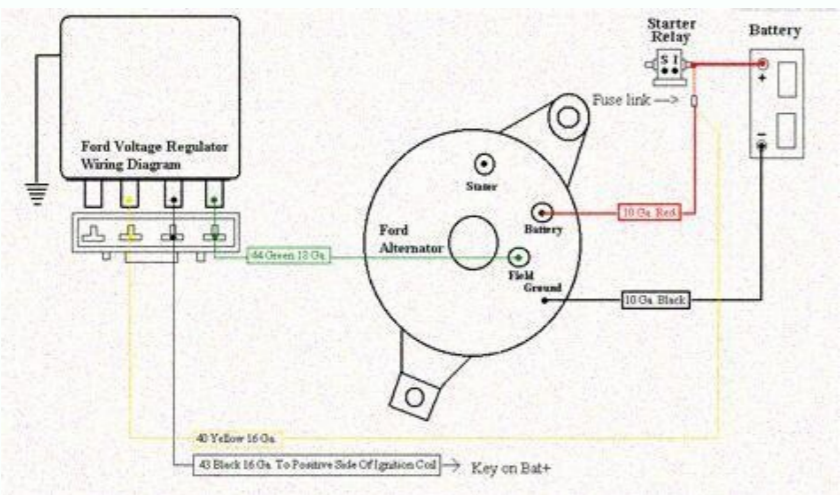 Starter
Relay
Battery
S I
+
Fuse link —>
–
Ford Voltage Regulator
Wiring Diagram
Stater
10 Ga. Red
Battery
Ford
Alternator
44 Green 18 Ga.
Field
Ground
10 Ga. Black
40 Yellow 16 Ga.
43 Black 16 Ga. To Positive Side Of Ignition Coil
Key on Bat+